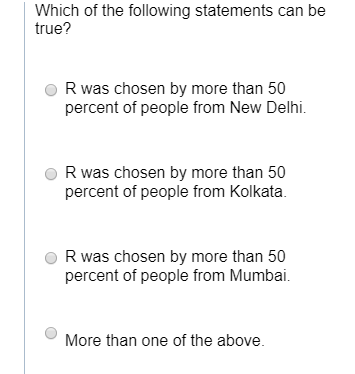 Which of the following statements can be
true?
R was chosen by more than 50
percent of people from New Delhi.
R was chosen by more than 50
percent of people from Kolkata.
R was chosen by more than 50
percent of people from Mumbai.
More than one of the above.